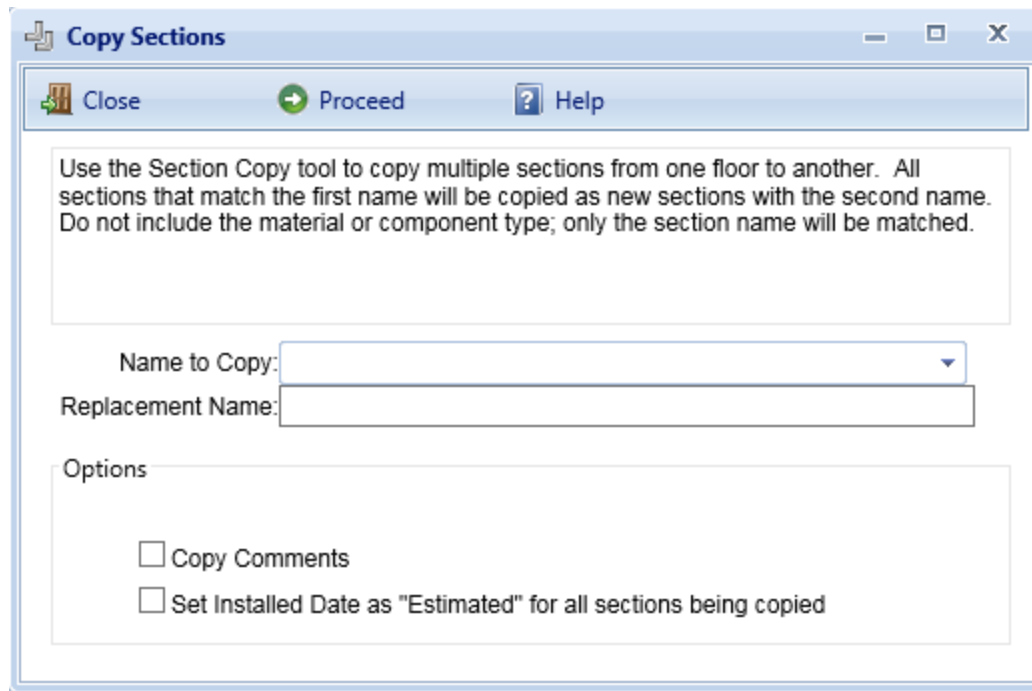 Copy Sections
Close Proceed Help
Use the Section Copy tool to copy multiple sections from one floor to another.  All
sections that match the first name will be copied as new sections with the second name.
Do not include the material or component type; only the section name will be matched.
Name to Copy:
Replacement Name:
Options
Copy Comments
Set Installed Date as "Estimated" for all sections being copied